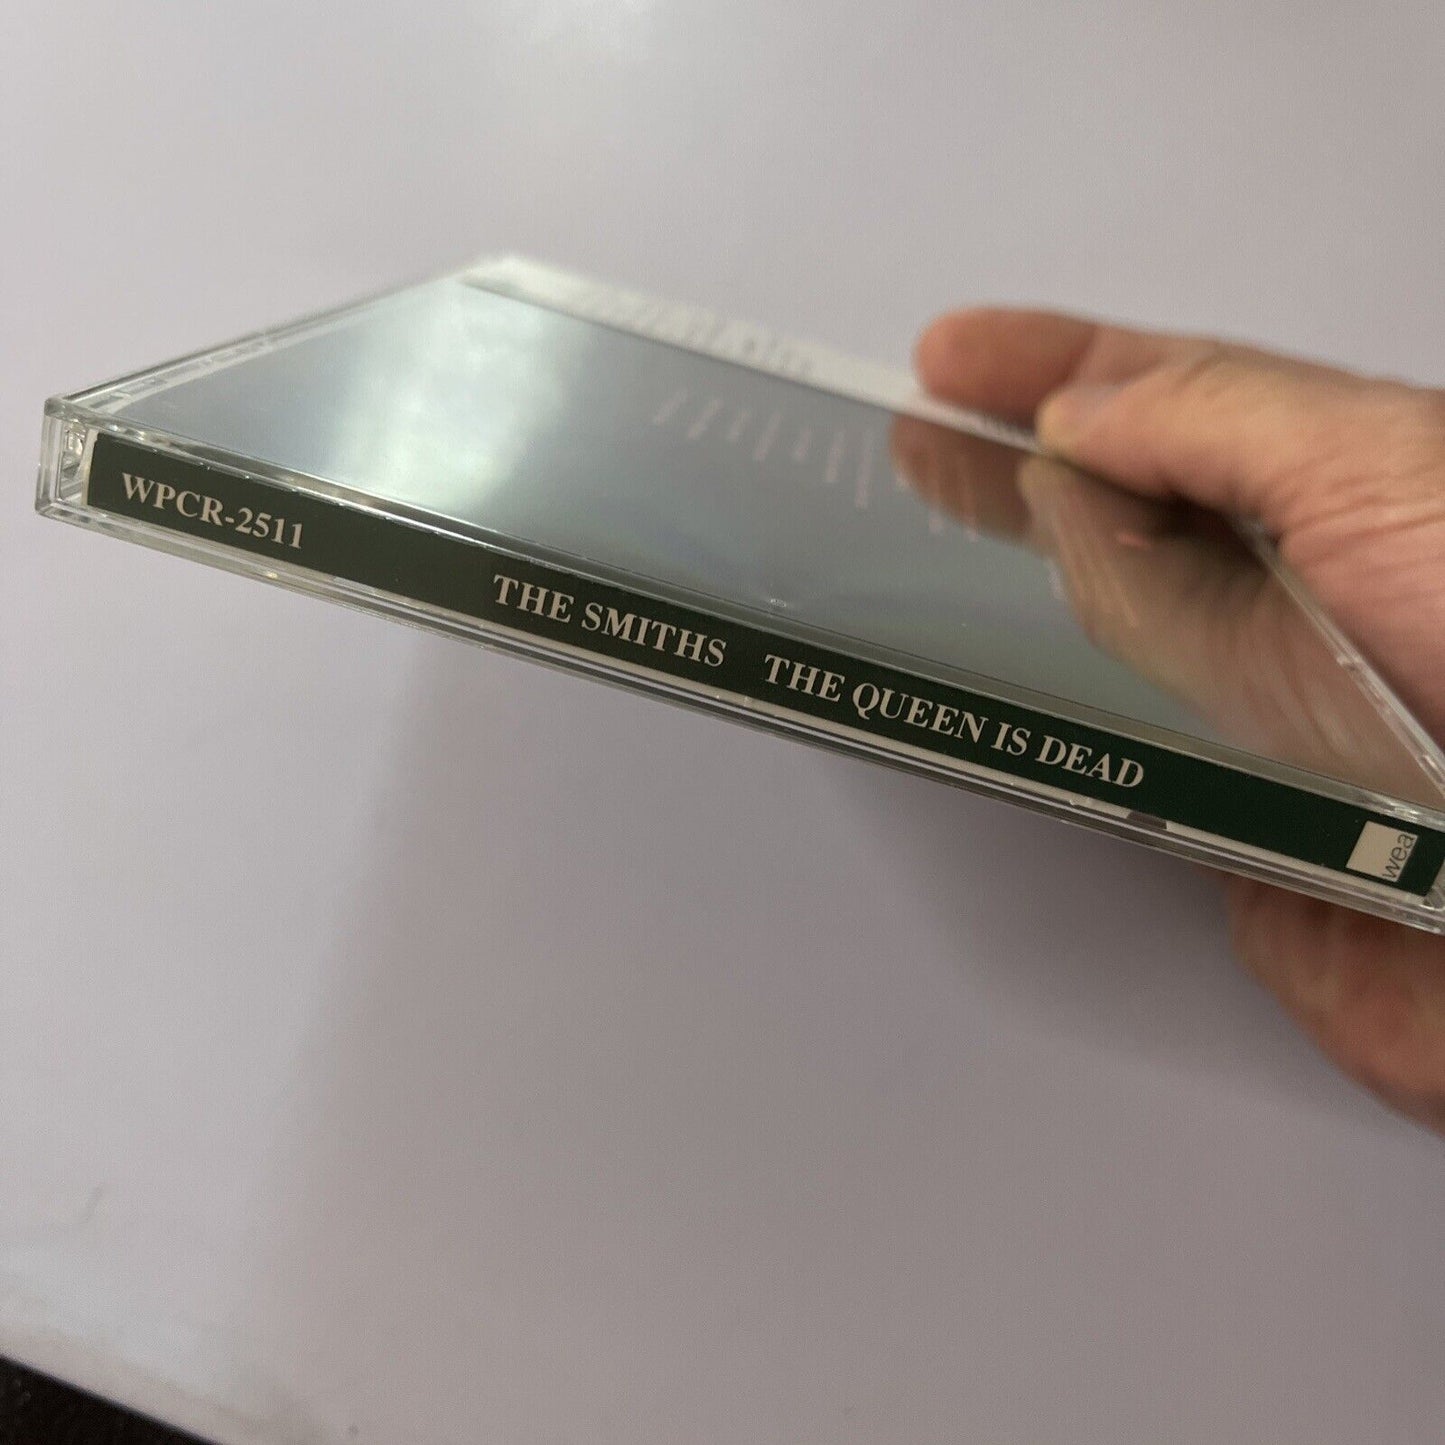 WPCR-2511 THE SMITHS THE QUEEN IS DEAD wea